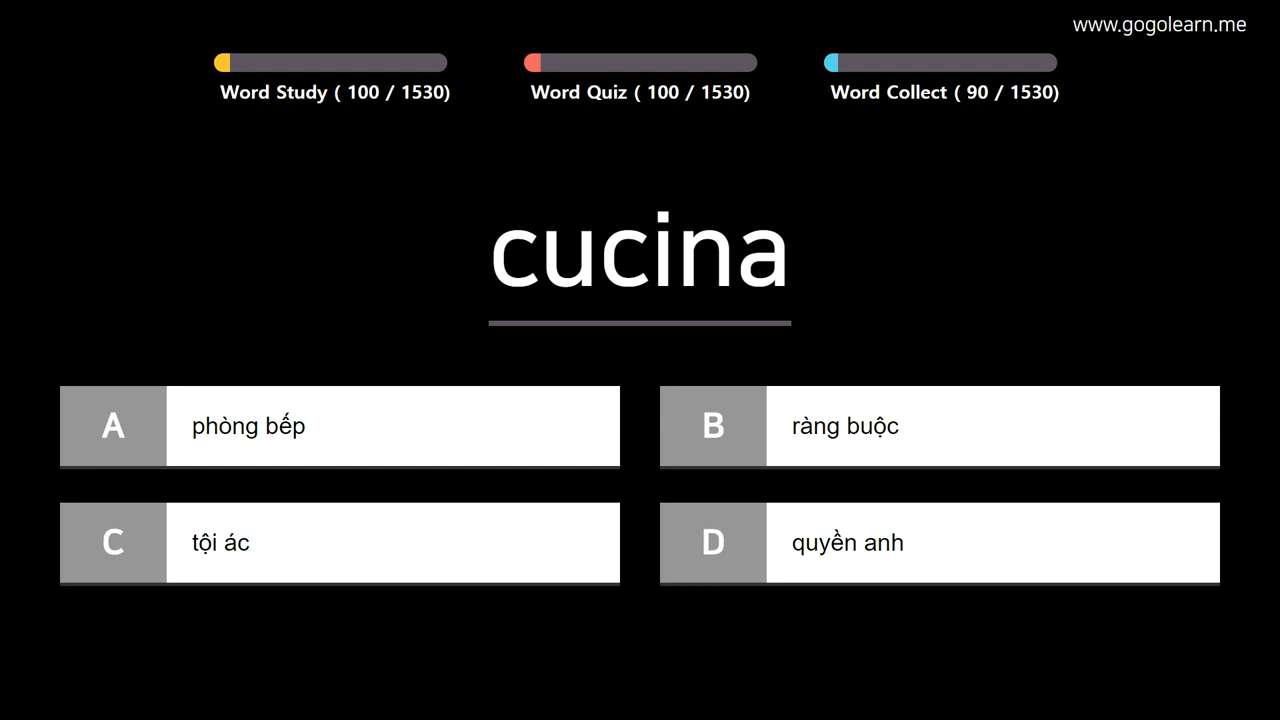 www.gogolearn.me
Word Study ( 100 / 1530)
Word Quiz ( 100 / 1530)
Word Collect ( 90 / 1530)
cucina
A phòng bếp
B ràng buộc
C tội ác
D quyền anh